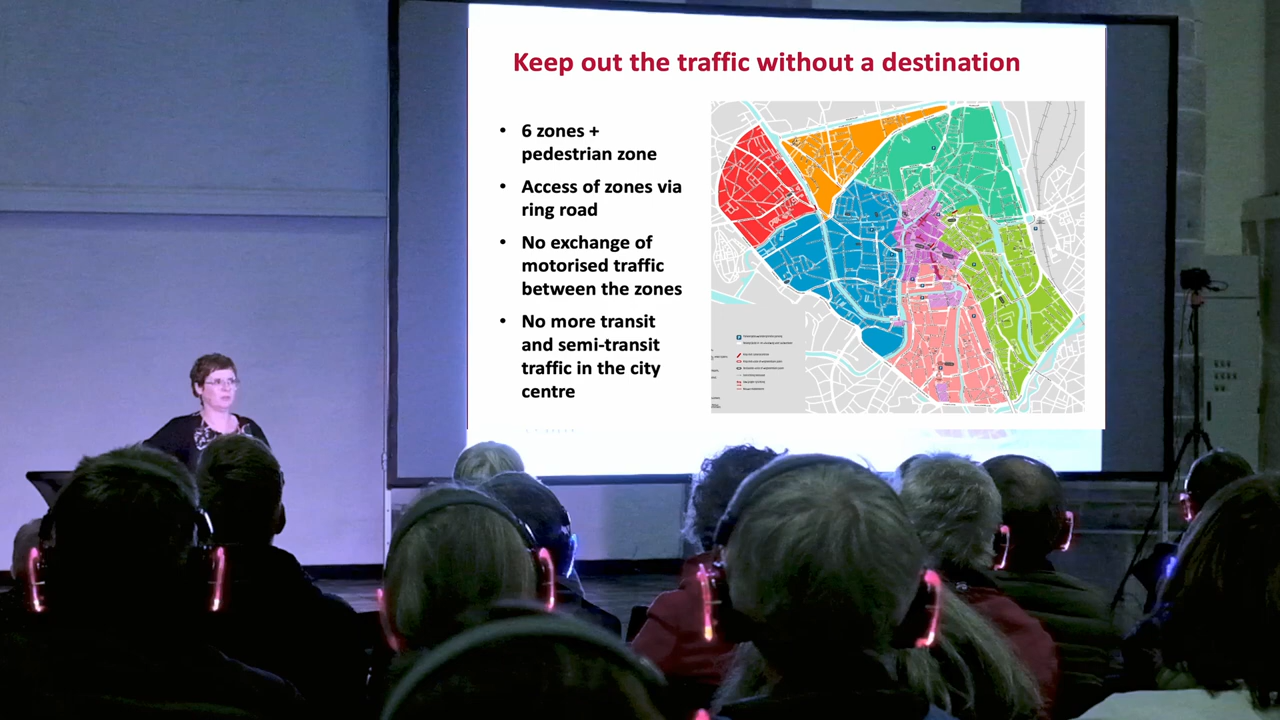 Keep out the traffic without a destination
• 6 zones +
pedestrian zone
• Access of zones via
ring road
• No exchange of
motorised traffic
between the zones
• No more transit
and semi-transit
traffic in the city
centre